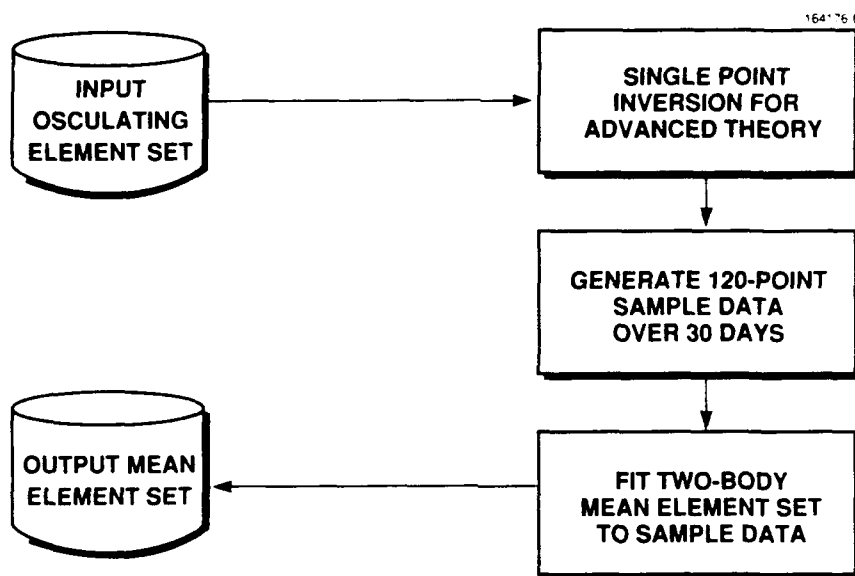 INPUT
OSCULATING
ELEMENT SET
SINGLE POINT
INVERSION FOR
ADVANCED THEORY
GENERATE 120-POINT
SAMPLE DATA
OVER 30 DAYS
OUTPUT MEAN
ELEMENT SET
FIT TWO-BODY
MEAN ELEMENT SET
TO SAMPLE DATA